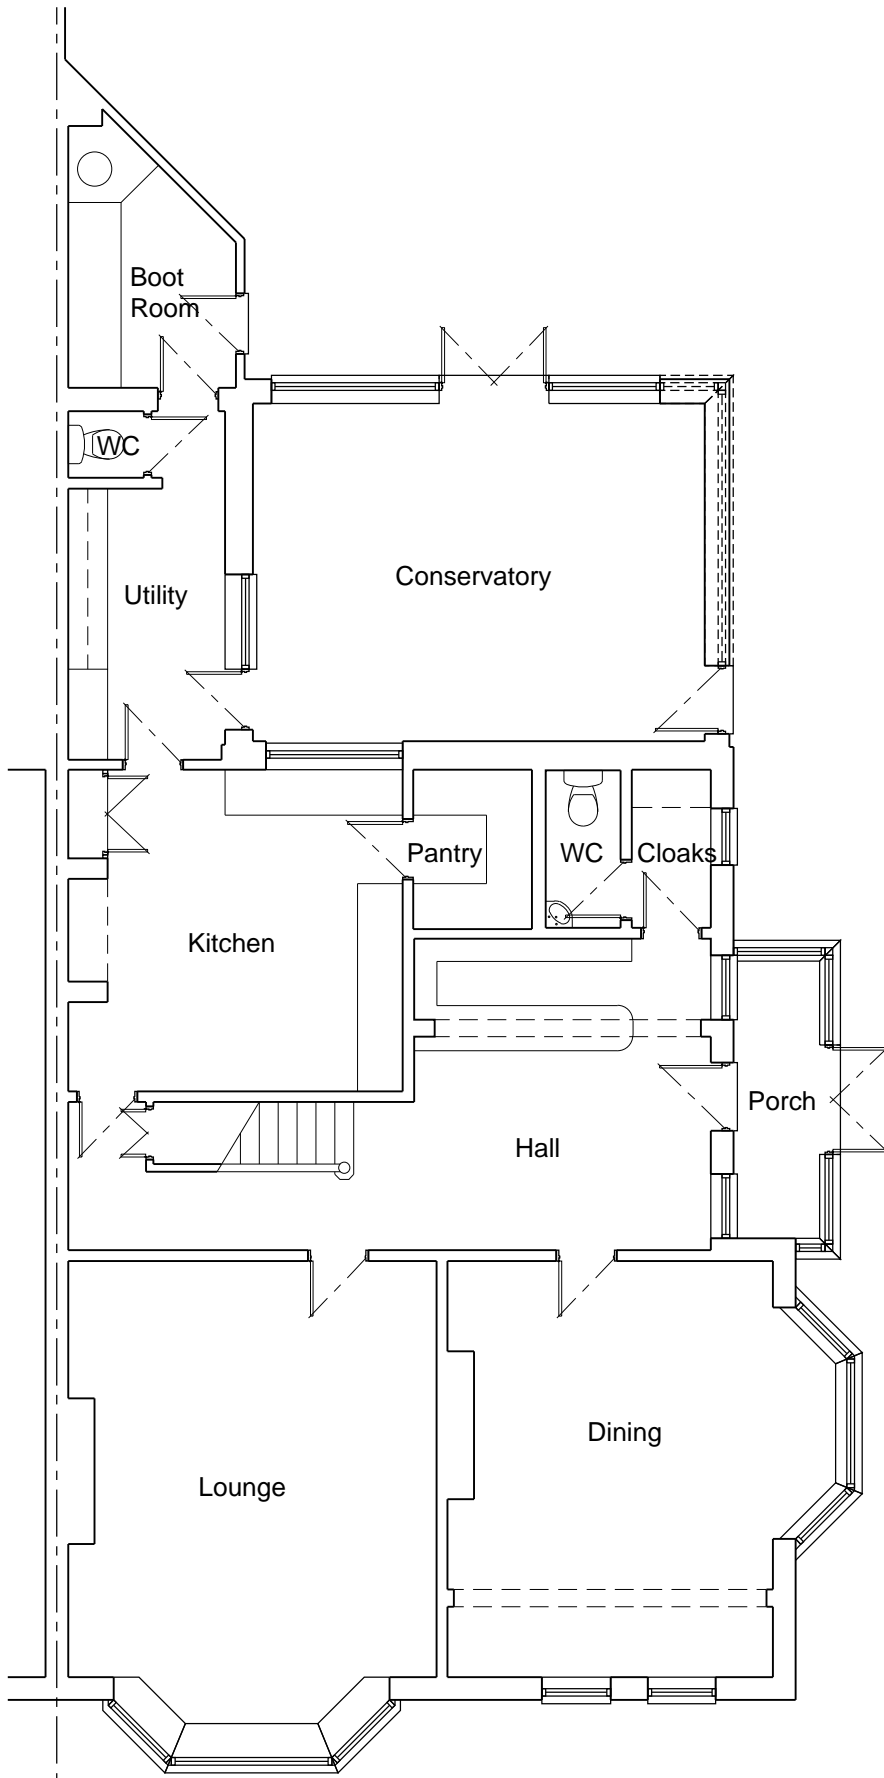 Boot
Room
WC
Conservatory
Utility
Pantry
WC
Cloaks
Kitchen
Porch
Hall
Dining
Lounge